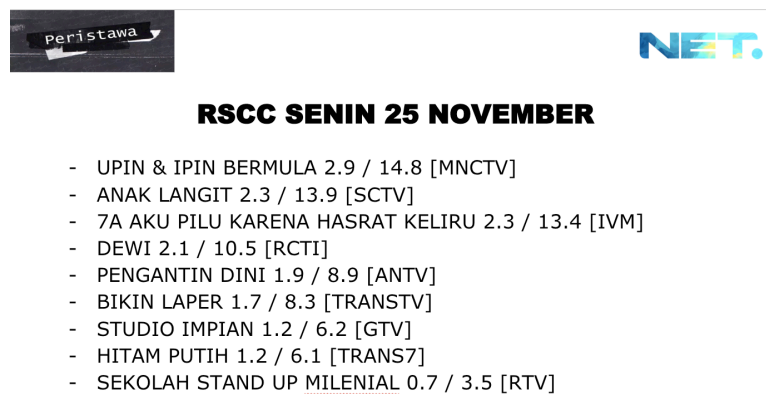 Peristawa
NET.
RSCC SENIN 25 NOVEMBER
- UPIN & IPIN BERMULA 2.9 / 14.8 [MNCTV]
- ANAK LANGIT 2.3 / 13.9 [SCTV]
- 7A AKU PILU KARENA HASRAT KELIRU 2.3 / 13.4 [IVM]
- DEWI 2.1 / 10.5 [RCTI]
- PENGANTIN DINI 1.9 / 8.9 [ANTV]
- BIKIN LAPER 1.7 / 8.3 [TRANSTV]
- STUDIO IMPIAN 1.2 / 6.2 [GTV]
- HITAM PUTIH 1.2 / 6.1 [TRANS7]
- SEKOLAH STAND UP MILENIAL 0.7 / 3.5 [RTV]